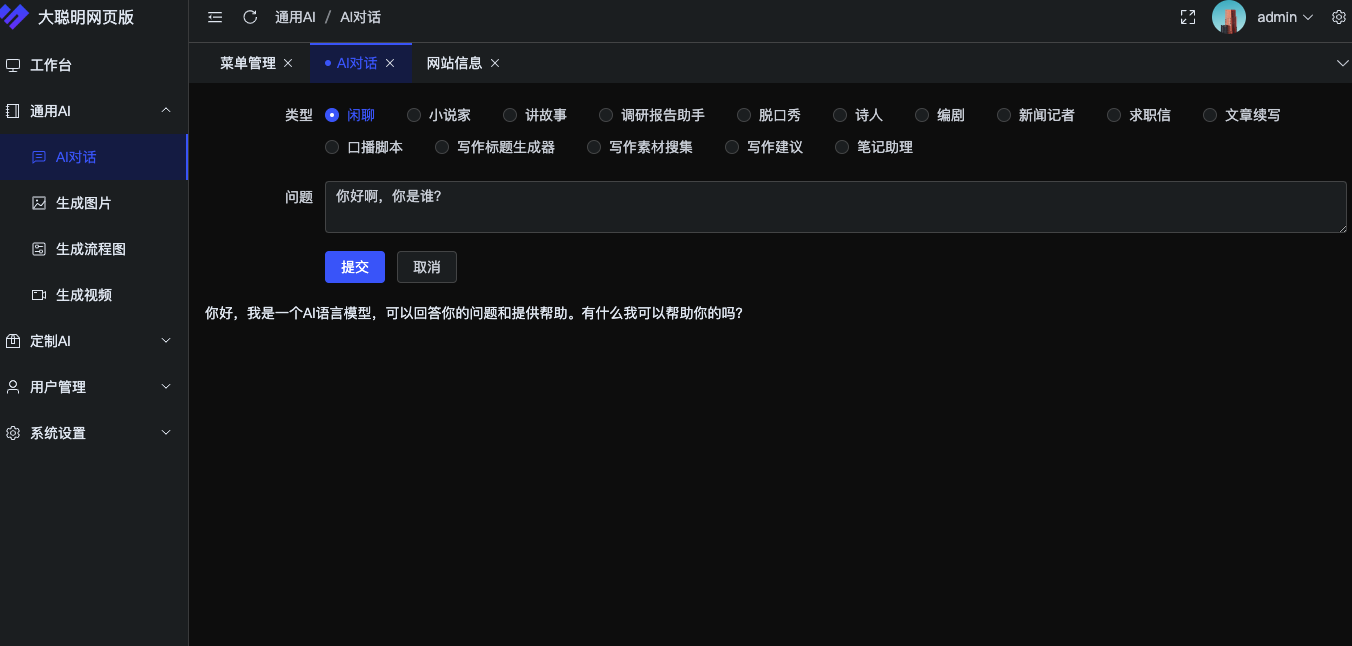 大聪明网页版
通用AI / AI对话
admin
工作台
通用AI
AI对话
生成图片
生成流程图
生成视频
定制AI
用户管理
系统设置
菜单管理
AI对话
网站信息
类型 闲聊 小说家 讲故事 调研报告助手 脱口秀 诗人 编剧 新闻记者 求职信 文章续写
口播脚本 写作标题生成器 写作素材搜集 写作建议 笔记助理
问题 你好啊，你是谁?
提交 取消
你好，我是一个AI语言模型，可以回答你的问题和提供帮助。有什么我可以帮助你的吗?